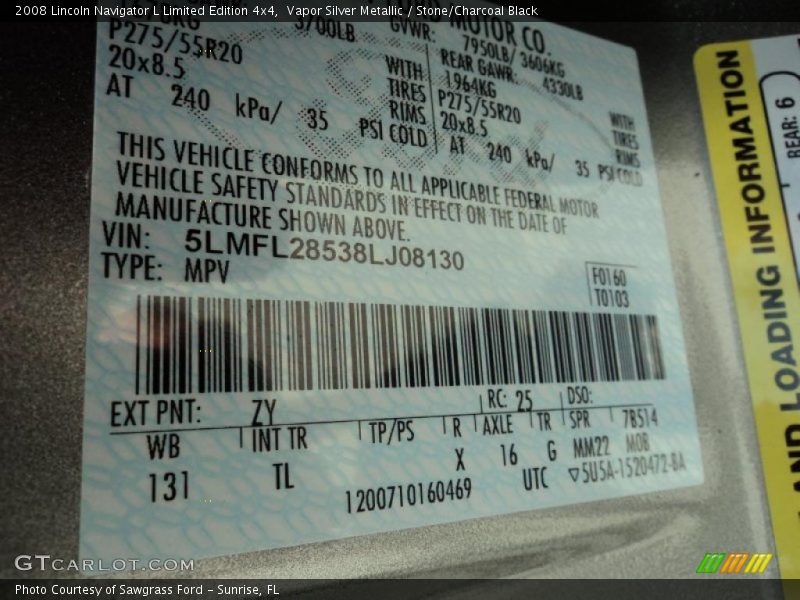 2008 Lincoln Navigator L Limited Edition 4x4, Vapor Silver Metallic / Stone/Charcoal Black
MOTOR CO.
3700LB
GVWR: 7950LB/ 3606KG
P275/55R20
REAR GAWR: 4330LB
20x8.5
WITH
1964KG
WITH
TIRES
P275/55R20
TIRES
RIMS
20x8.5
RIMS
AT 240 kPa/ 35 PSI COLD
AT 240 kPa/ 35 PSI COLD
THIS VEHICLE CONFORMS TO ALL APPLICABLE FEDERAL MOTOR
VEHICLE SAFETY STANDARDS IN EFFECT ON THE DATE OF
MANUFACTURE SHOWN ABOVE.
VIN: 5LMFL28538LJ08130
TYPE: MPV
F0160
T0103
EXT PNT: ZY RC: 25 DSO:
WB INT TR TP/PS R AXLE TR SPR 7B514
131 TL X 16 G MM22 MOB
1200710160469 UTC ▽5U5A-1520472-BA
REAR: 6
AND LOADING INFORMATION
GTCARLOT.COM
Photo Courtesy of Sawgrass Ford - Sunrise, FL